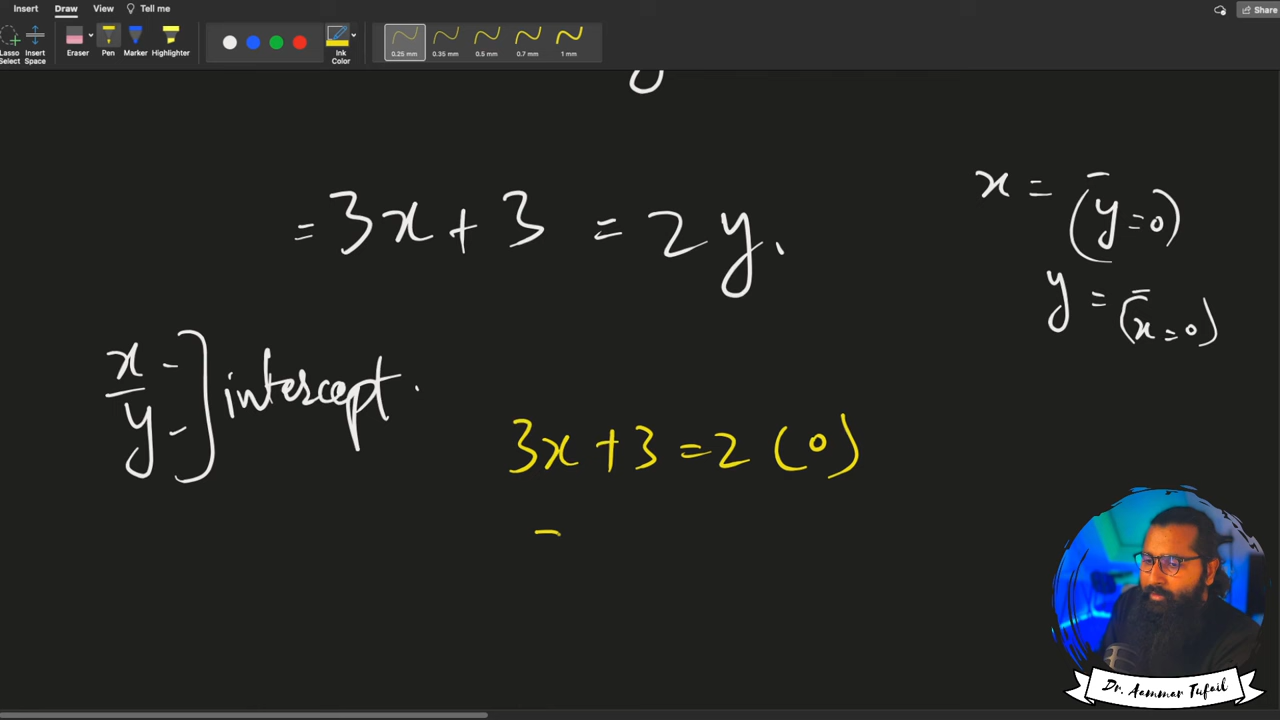 Insert Draw View Tell me
Share
Lasso Select
Insert Space
Eraser
Pen
Marker
Highlighter
Ink Color
0.25 mm
0.35 mm
0.5 mm
0.7 mm
1 mm
= 3x + 3 = 2y.
x = (y = 0)
y = (x = 0)
x -
y -
] intercept.
3x + 3 = 2 (0)
Dr. Aammar Tufail